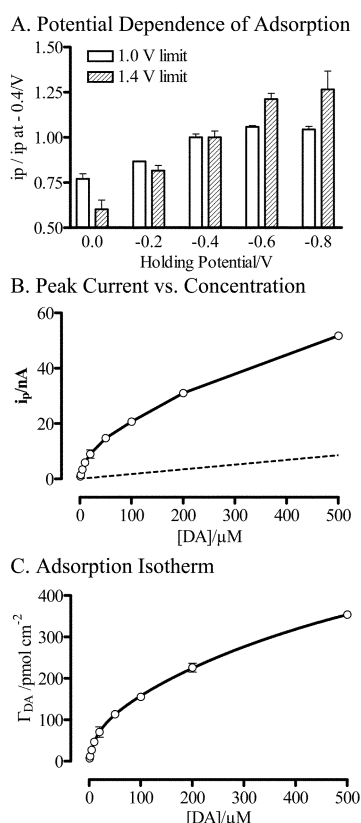 A. Potential Dependence of Adsorption
1.50
1.25
1.00
0.75
0.50
ip / ip at - 0.4/V
1.0 V limit
1.4 V limit
0.0 -0.2 -0.4 -0.6 -0.8
Holding Potential/V
B. Peak Current vs. Concentration
60
40
20
0
iₚ/nA
0 100 200 300 400 500
[DA]/µM
C. Adsorption Isotherm
400
300
200
100
0
Γ_DA /pmol cm⁻²
0 100 200 300 400 500
[DA]/µM